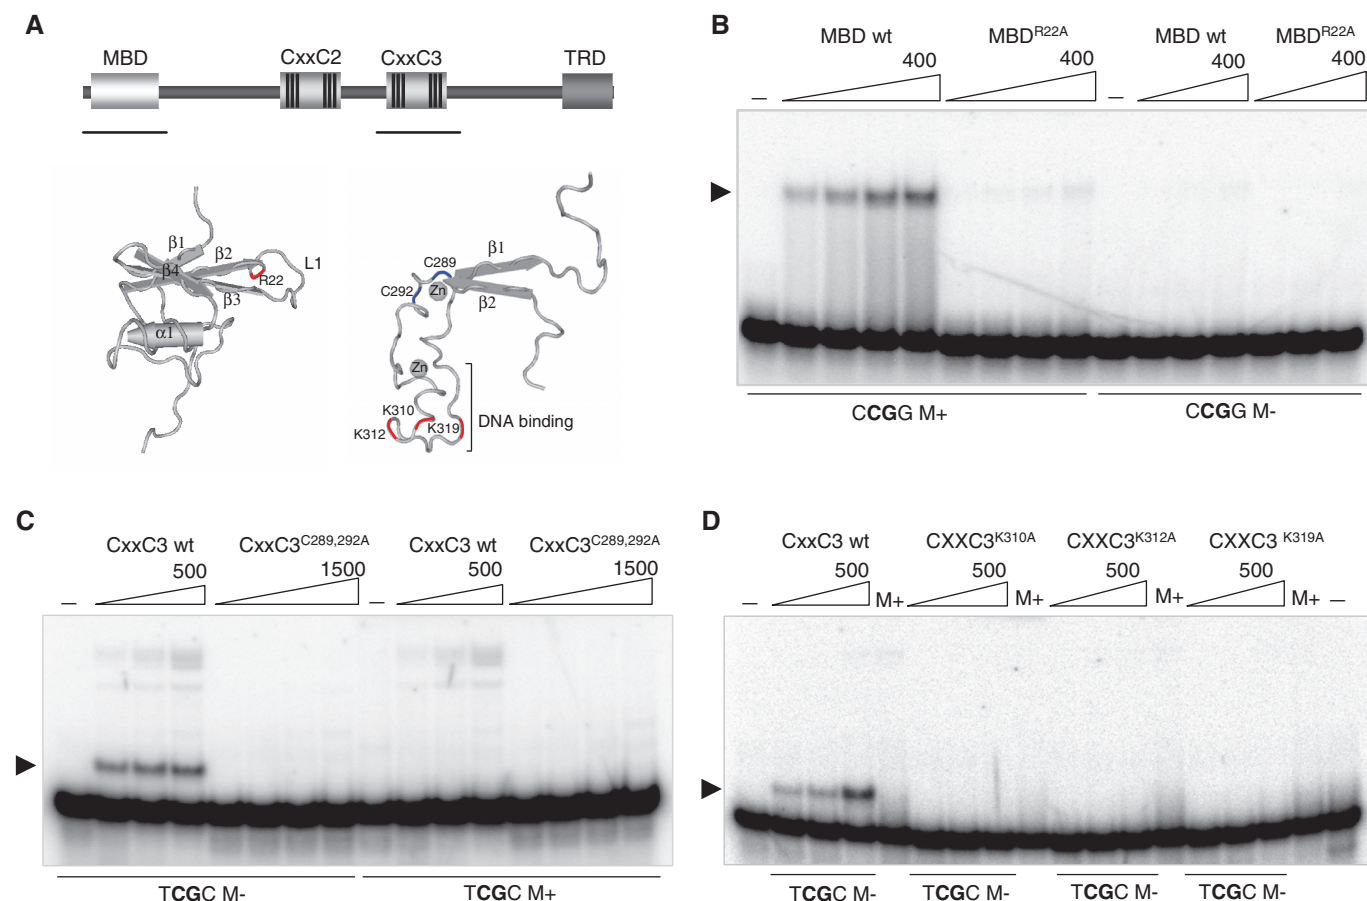 A
MBD CxxC2 CxxC3 TRD
β1 β2 L1
β4 R22
β3
α1
β1
C289
C292 Zn
β2
Zn
K310
K312 K319
DNA binding
B
MBD wt MBD^R22A MBD wt MBD^R22A
400 400 400 400
– –
CCGG M+ CCGG M-
C
CxxC3 wt CxxC3^C289,292A CxxC3 wt CxxC3^C289,292A
500 1500 500 1500
– –
TCGC M- TCGC M+
D
CxxC3 wt CXXC3^K310A CXXC3^K312A CXXC3 ^K319A
500 500 500 500
– M+ M+ M+ M+ –
TCGC M- TCGC M- TCGC M- TCGC M-